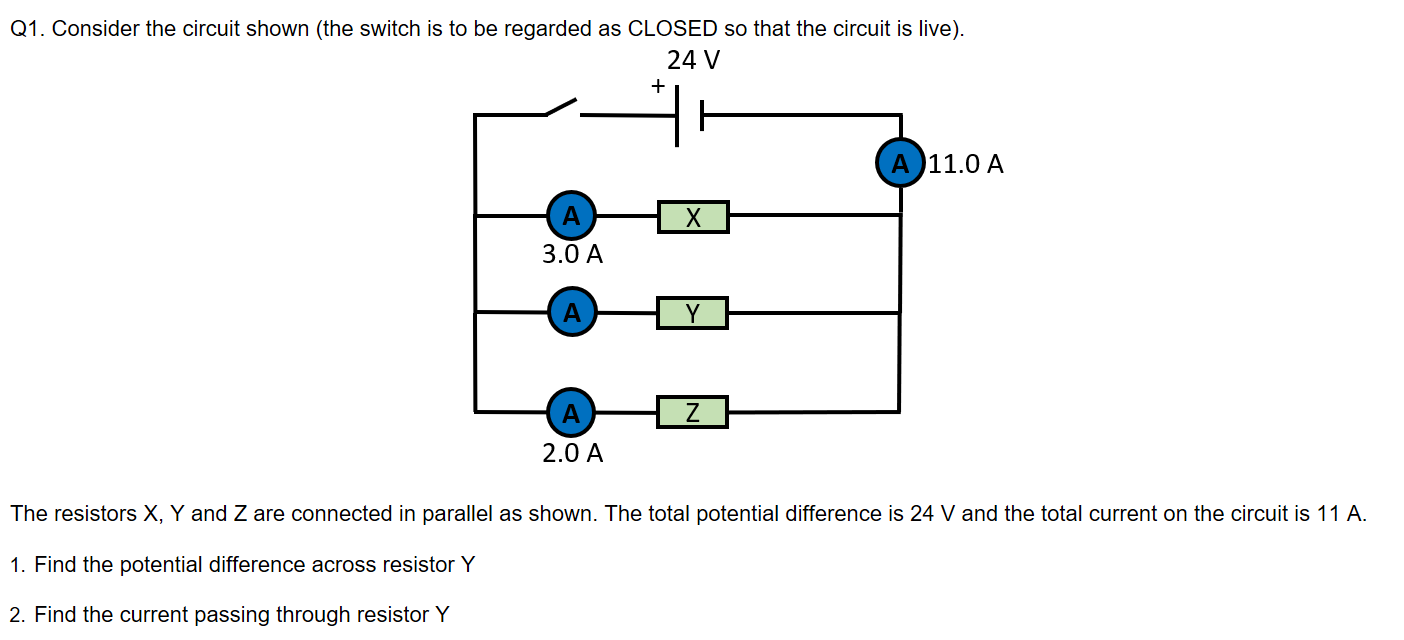 Q1. Consider the circuit shown (the switch is to be regarded as CLOSED so that the circuit is live).
24 V
+
A 11.0 A
A X
3.0 A
A Y
A Z
2.0 A
The resistors X, Y and Z are connected in parallel as shown. The total potential difference is 24 V and the total current on the circuit is 11 A.
1. Find the potential difference across resistor Y
2. Find the current passing through resistor Y